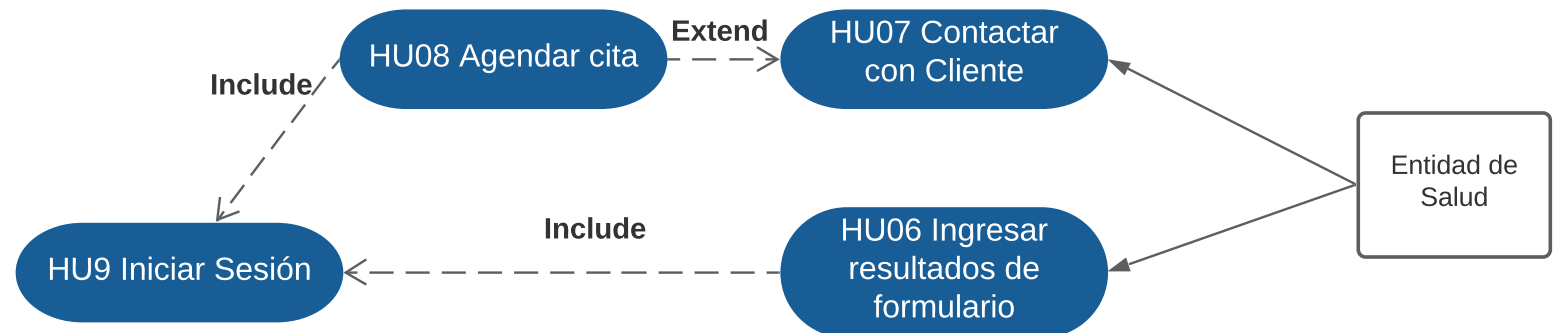 Extend
HU08 Agendar cita
HU07 Contactar
con Cliente
Include
Entidad de
Salud
HU9 Iniciar Sesión
Include
HU06 Ingresar
resultados de
formulario